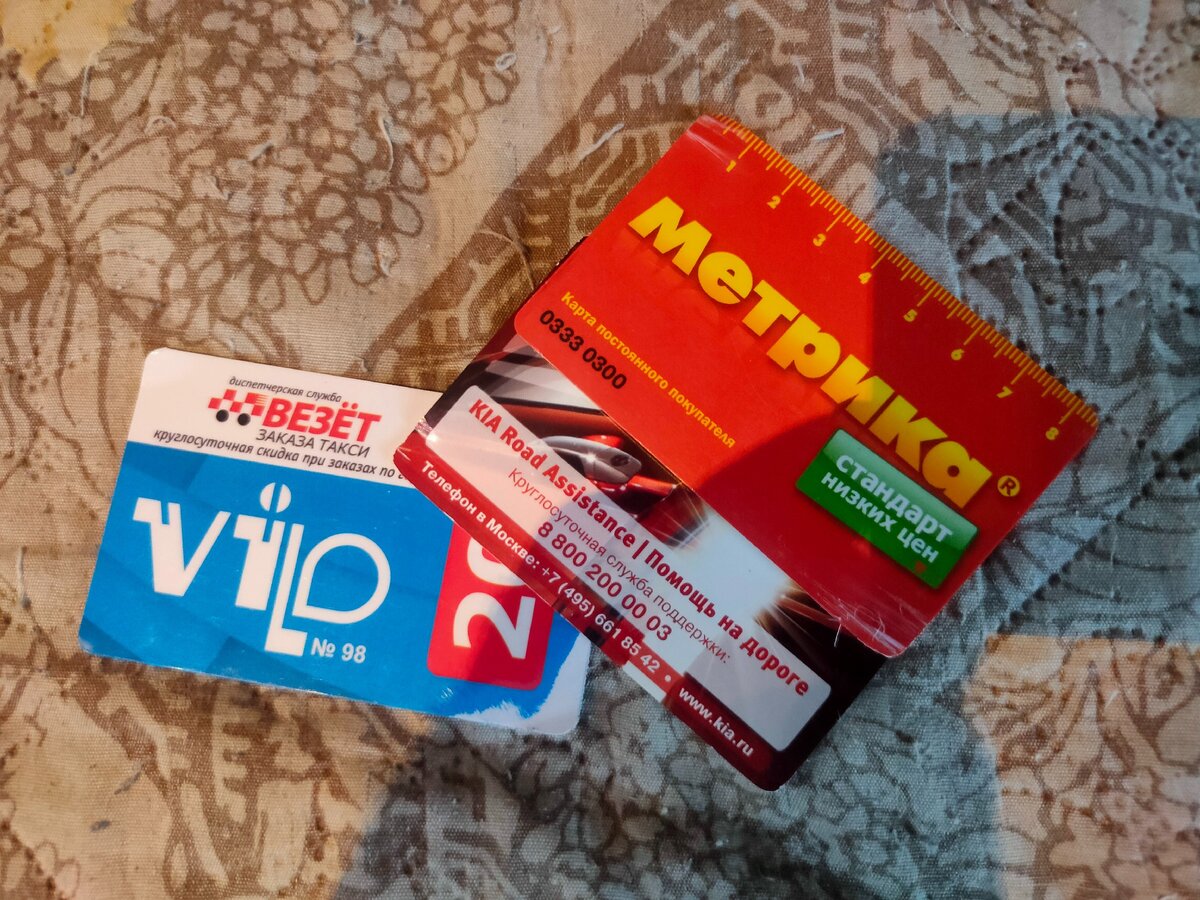 диспетчерская служба
ВЕЗЁТ
ЗАКАЗА ТАКСИ
круглосуточная скидка при заказах по
ViLD
№ 98
1 2 3 4 5 6 7 8
Метрика®
Карта постоянного покупателя
0333 0300
стандарт
низких цен
KIA Road Assistance | Помощь на дороге
Круглосуточная служба поддержки:
8 800 200 00 03
Телефон в Москве: +7(495) 661 85 42 • www.kia.ru